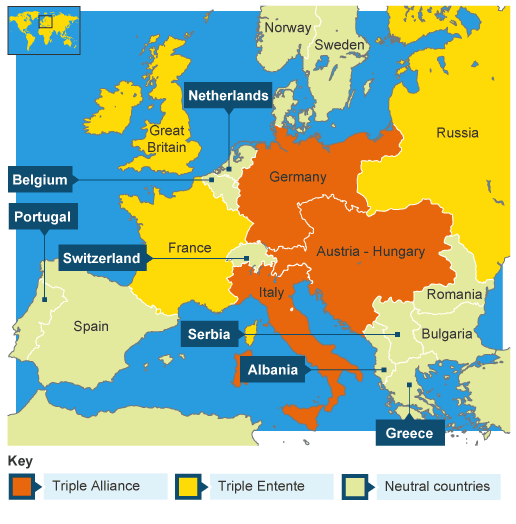 Norway
Sweden
Netherlands
Great
Britain
Russia
Belgium
Germany
Portugal
France
Switzerland
Austria - Hungary
Italy
Romania
Spain
Serbia
Bulgaria
Albania
Greece
Key
Triple Alliance
Triple Entente
Neutral countries